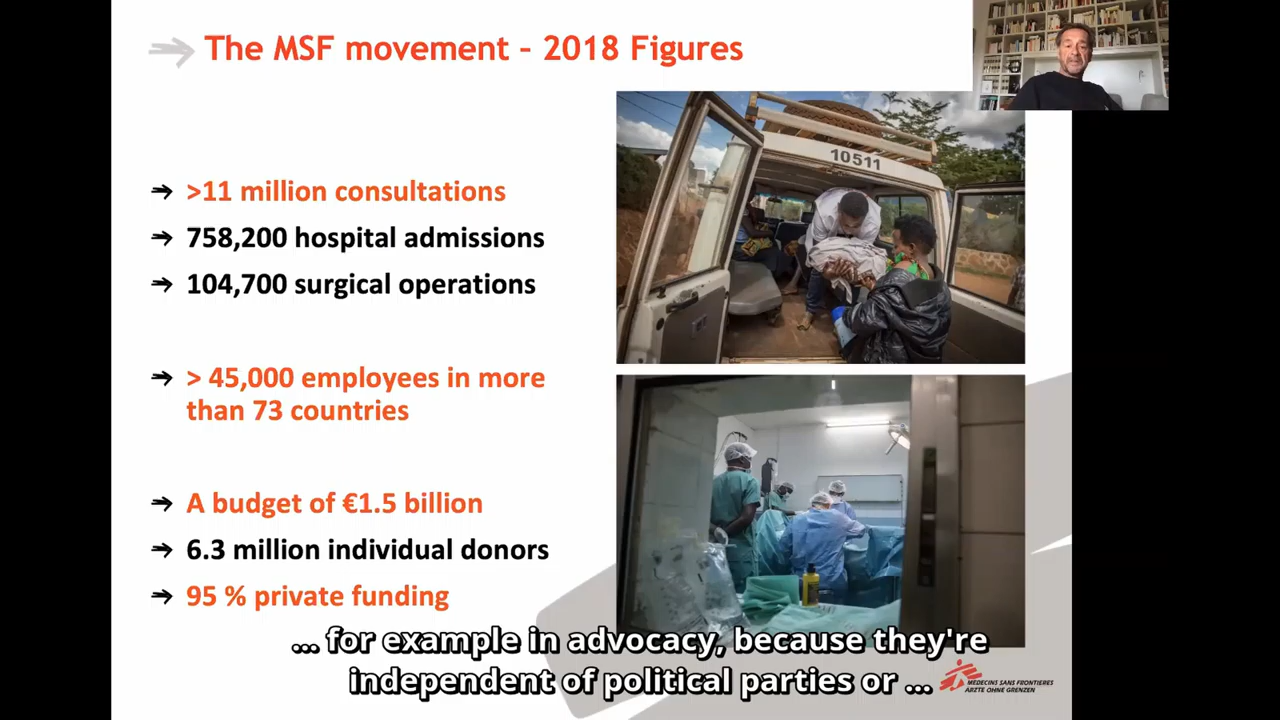 The MSF movement – 2018 Figures
>11 million consultations
758,200 hospital admissions
104,700 surgical operations
> 45,000 employees in more
than 73 countries
A budget of €1.5 billion
6.3 million individual donors
95 % private funding
10511
... for example in advocacy, because they're
independent of political parties or ...
MEDECINS SANS FRONTIERES
ÄRZTE OHNE GRENZEN